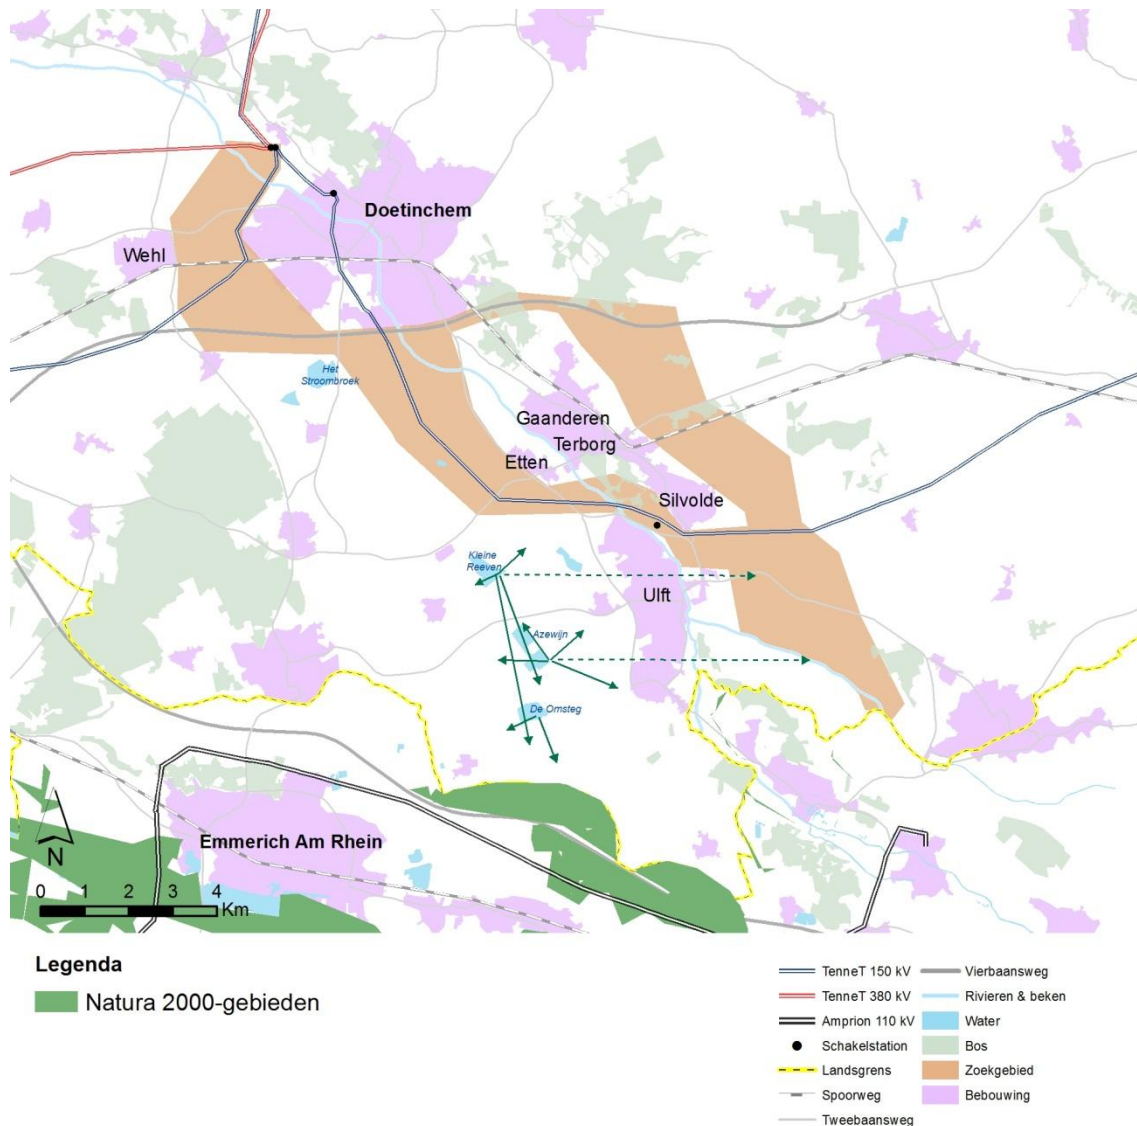 Doetinchem
Wehl
Het
Stroombroek
Gaanderen
Terborg
Etten
Silvolde
Kleine
Reeven
Ulft
Azewijn
De Omsteg
Emmerich Am Rhein
N
0 1 2 3 4
Km
Legenda
Natura 2000-gebieden
TenneT 150 kV
TenneT 380 kV
Amprion 110 kV
Schakelstation
Landsgrens
Spoorweg
Tweebaansweg
Vierbaansweg
Rivieren & beken
Water
Bos
Zoekgebied
Bebouwing